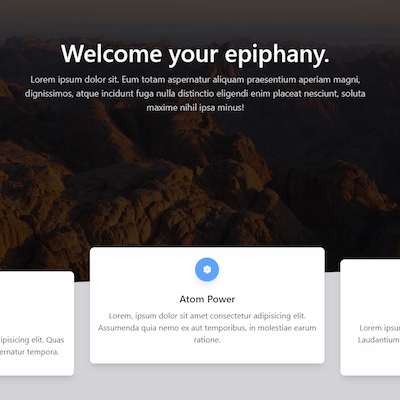 Welcome your epiphany.
Lorem ipsum dolor sit. Eum totam aspernatur aliquam praesentium aperiam magni,
dignissimos, atque incidunt fuga nulla distinctio eligendi enim placeat nesciunt, soluta
maxime nihil ipsa minus!
Atom Power
Lorem, ipsum dolor sit amet consectetur adipisicing elit.
Assumenda quia nemo ex aut temporibus, in molestiae earum
ratione.
ipisicing elit. Quas
ernatur tempora.
Lorem ipsu
Laudantium